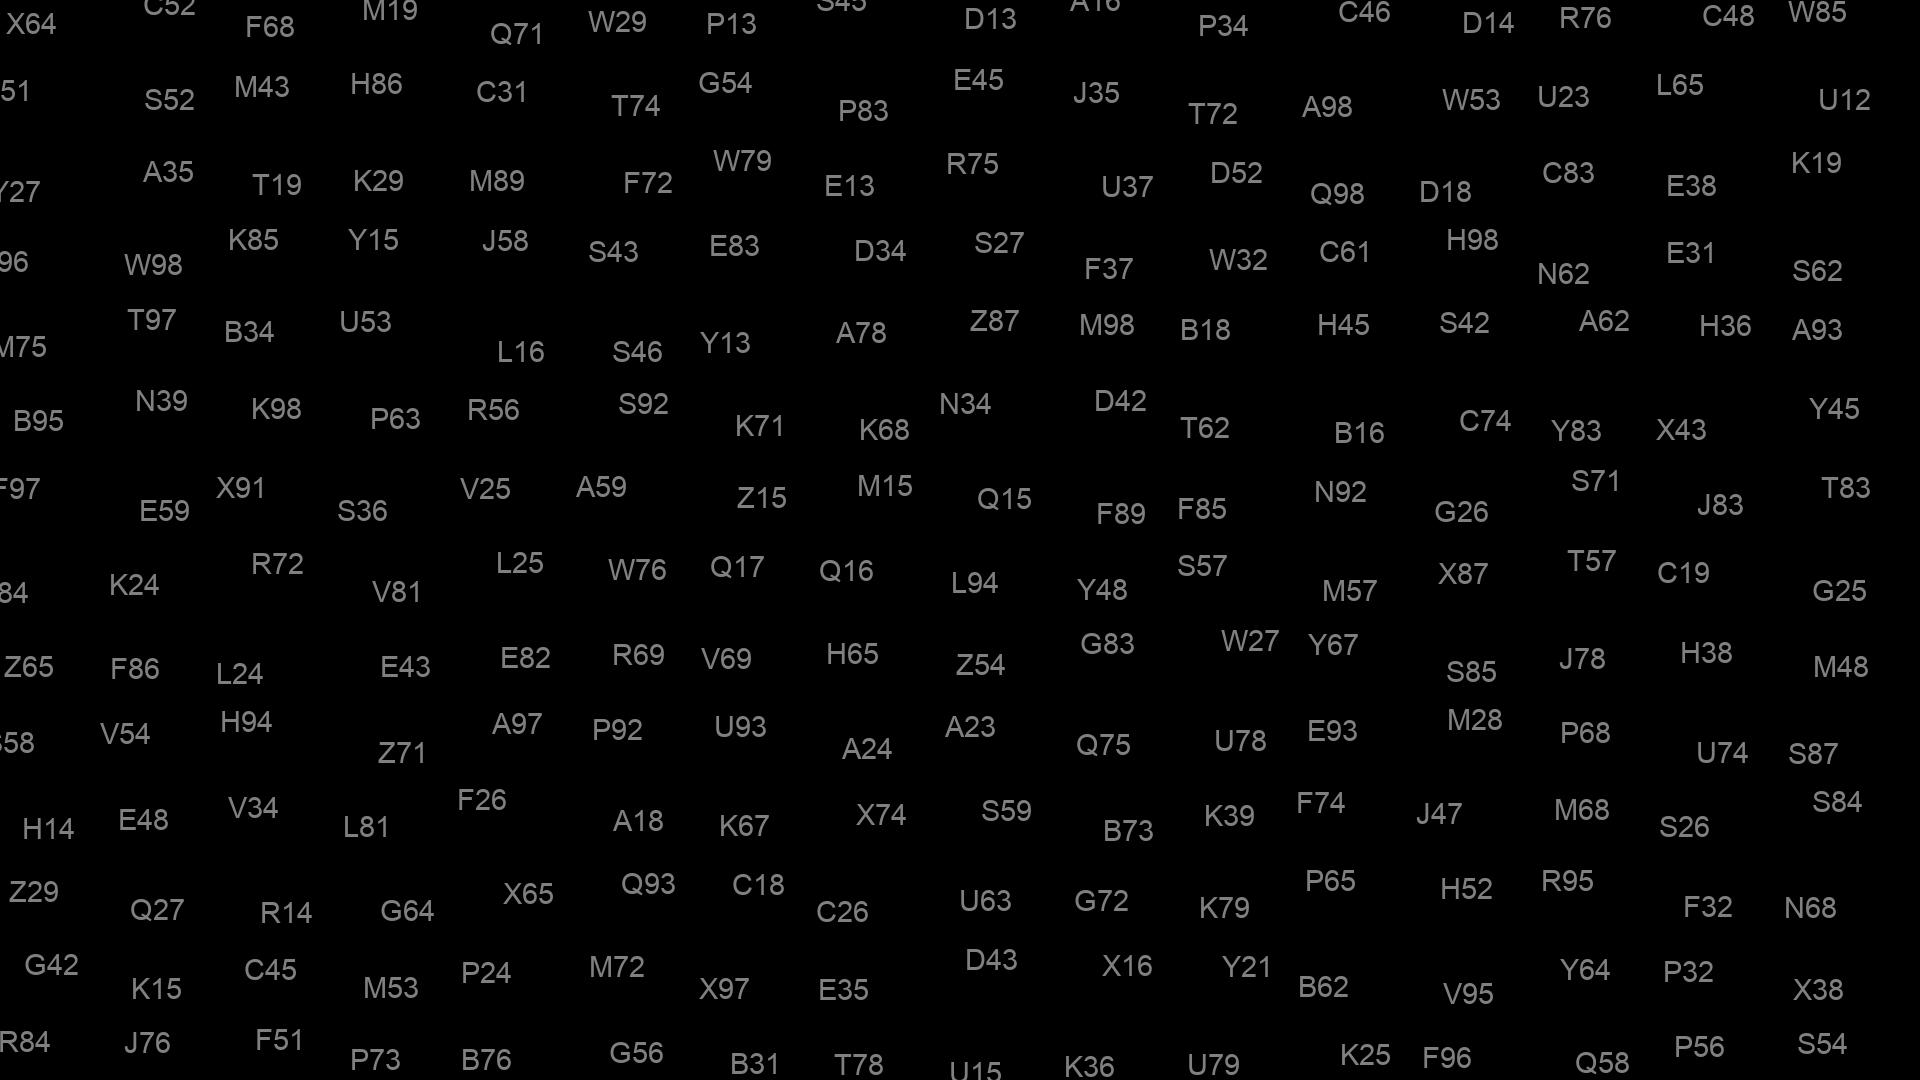 X64 C52 F68 M19 Q71 W29 P13 S45 D13 A16 P34 C46 D14 R76 C48 W85
51 S52 M43 H86 C31 T74 G54 P83 E45 J35 T72 A98 W53 U23 L65 U12
Y27 A35 T19 K29 M89 F72 W79 E13 R75 U37 D52 Q98 D18 C83 E38 K19
96 W98 K85 Y15 J58 S43 E83 D34 S27 F37 W32 C61 H98 N62 E31 S62
M75 T97 B34 U53 L16 S46 Y13 A78 Z87 M98 B18 H45 S42 A62 H36 A93
B95 N39 K98 P63 R56 S92 K71 K68 N34 D42 T62 B16 C74 Y83 X43 Y45
F97 E59 X91 S36 V25 A59 Z15 M15 Q15 F89 F85 N92 G26 S71 J83 T83
84 K24 R72 V81 L25 W76 Q17 Q16 L94 Y48 S57 M57 X87 T57 C19 G25
Z65 F86 L24 E43 E82 R69 V69 H65 Z54 G83 W27 Y67 S85 J78 H38 M48
S58 V54 H94 Z71 A97 P92 U93 A24 A23 Q75 U78 E93 M28 P68 U74 S87
H14 E48 V34 L81 F26 A18 K67 X74 S59 B73 K39 F74 J47 M68 S26 S84
Z29 Q27 R14 G64 X65 Q93 C18 C26 U63 G72 K79 P65 H52 R95 F32 N68
G42 K15 C45 M53 P24 M72 X97 E35 D43 X16 Y21 B62 V95 Y64 P32 X38
R84 J76 F51 P73 B76 G56 B31 T78 U15 K36 U79 K25 F96 Q58 P56 S54